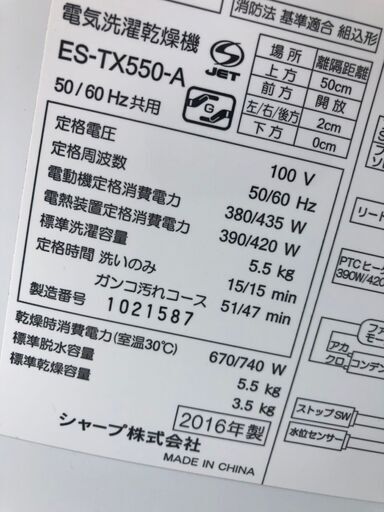 電気洗濯乾燥機
ES-TX550-A
50/60 Hz共用
S JET
消防法 基準適合 組込形
場所 離隔距離
上方 50cm
前方 開放
左/右/後方 2cm
下方 0cm
定格電圧 100 V
定格周波数 50/60 Hz
電動機定格消費電力 380/435 W
電熱装置定格消費電力 390/420 W
標準洗濯容量 5.5 kg
定格時間 洗いのみ 15/15 min
ガンコ汚れコース 51/47 min
製造番号 1021587
乾燥時消費電力(室温30℃) 670/740 W
標準脱水容量 5.5 kg
標準乾燥容量 3.5 kg
シャープ株式会社 2016年製
MADE IN CHINA
リード
PTCヒー
390W/420
アカ
クロ
コンデン
ストップSW
水位センサー